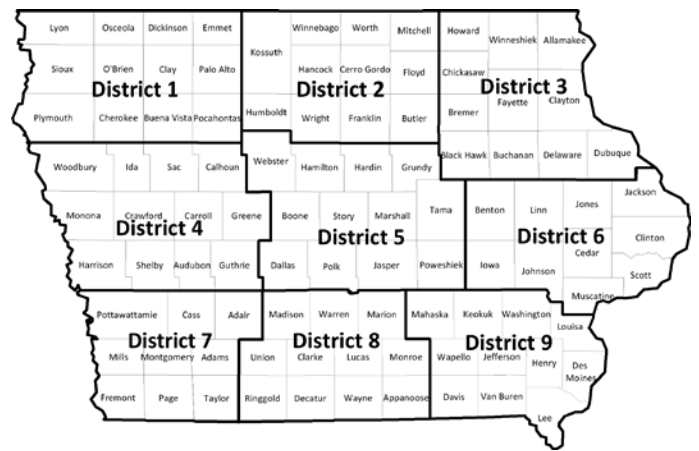 Lyon Osceola Dickinson Emmet Winnebago Worth Mitchell Howard Winneshiek Allamakee
Kossuth
Sioux O'Brien Clay Palo Alto Hancock Cerro Gordo Floyd Chickasaw
District 1 District 2 District 3
Fayette Clayton
Plymouth Cherokee Buena Vista Pocahontas Humboldt Wright Franklin Butler Bremer
Woodbury Ida Sac Calhoun Webster Hamilton Hardin Grundy Black Hawk Buchanan Delaware Dubuque
Monona Crawford Carroll Greene Boone Story Marshall Tama Benton Linn Jones Jackson
District 4 District 5 District 6
Clinton
Cedar
Harrison Shelby Audubon Guthrie Dallas Polk Jasper Poweshiek Iowa Johnson Scott
Muscatine
Pottawattamie Cass Adair Madison Warren Marion Mahaska Keokuk Washington Louisa
District 7 District 8 District 9
Mills Montgomery Adams Union Clarke Lucas Monroe Wapello Jefferson Henry Des
Moines
Fremont Page Taylor Ringgold Decatur Wayne Appanoose Davis Van Buren
Lee